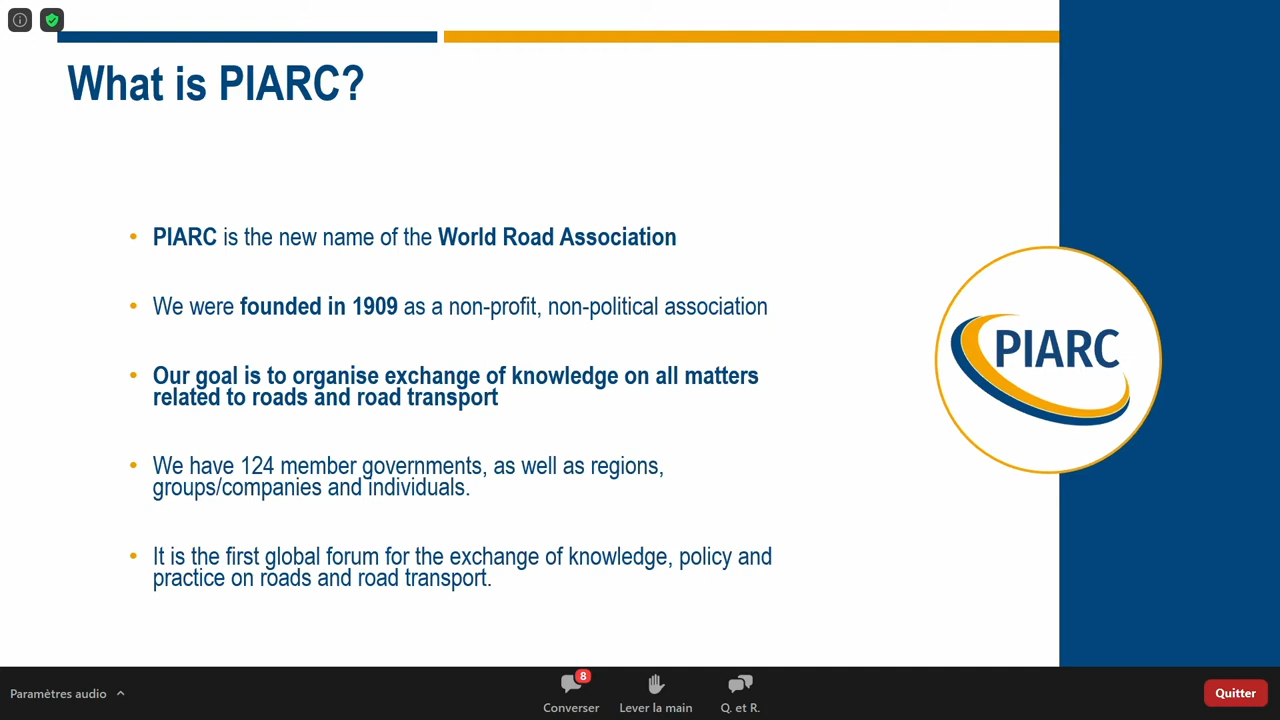 What is PIARC?
• PIARC is the new name of the World Road Association
• We were founded in 1909 as a non-profit, non-political association
• Our goal is to organise exchange of knowledge on all matters
related to roads and road transport
• We have 124 member governments, as well as regions,
groups/companies and individuals.
• It is the first global forum for the exchange of knowledge, policy and
practice on roads and road transport.
PIARC
Paramètres audio
8
Converser
Lever la main
Q. et R.
Quitter